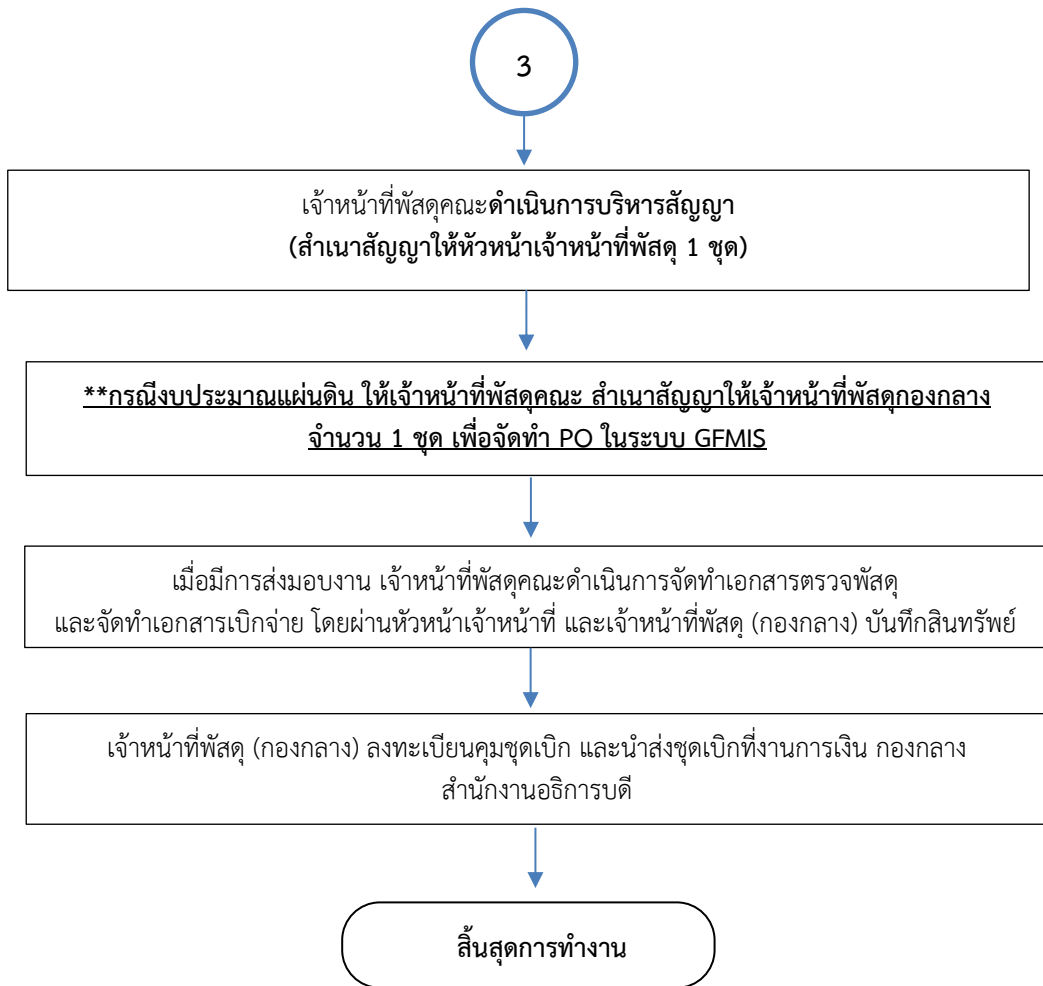 3
เจ้าหน้าที่พัสดุคณะดำเนินการบริหารสัญญา
(สำเนาสัญญาให้หัวหน้าเจ้าหน้าที่พัสดุ 1 ชุด)
**กรณีงบประมาณแผ่นดิน ให้เจ้าหน้าที่พัสดุคณะ สำเนาสัญญาให้เจ้าหน้าที่พัสดุกองกลาง
จำนวน 1 ชุด เพื่อจัดทำ PO ในระบบ GFMIS
เมื่อมีการส่งมอบงาน เจ้าหน้าที่พัสดุคณะดำเนินการจัดทำเอกสารตรวจพัสดุ
และจัดทำเอกสารเบิกจ่าย โดยผ่านหัวหน้าเจ้าหน้าที่ และเจ้าหน้าที่พัสดุ (กองกลาง) บันทึกสินทรัพย์
เจ้าหน้าที่พัสดุ (กองกลาง) ลงทะเบียนคุมชุดเบิก และนำส่งชุดเบิกที่งานการเงิน กองกลาง
สำนักงานอธิการบดี
สิ้นสุดการทำงาน